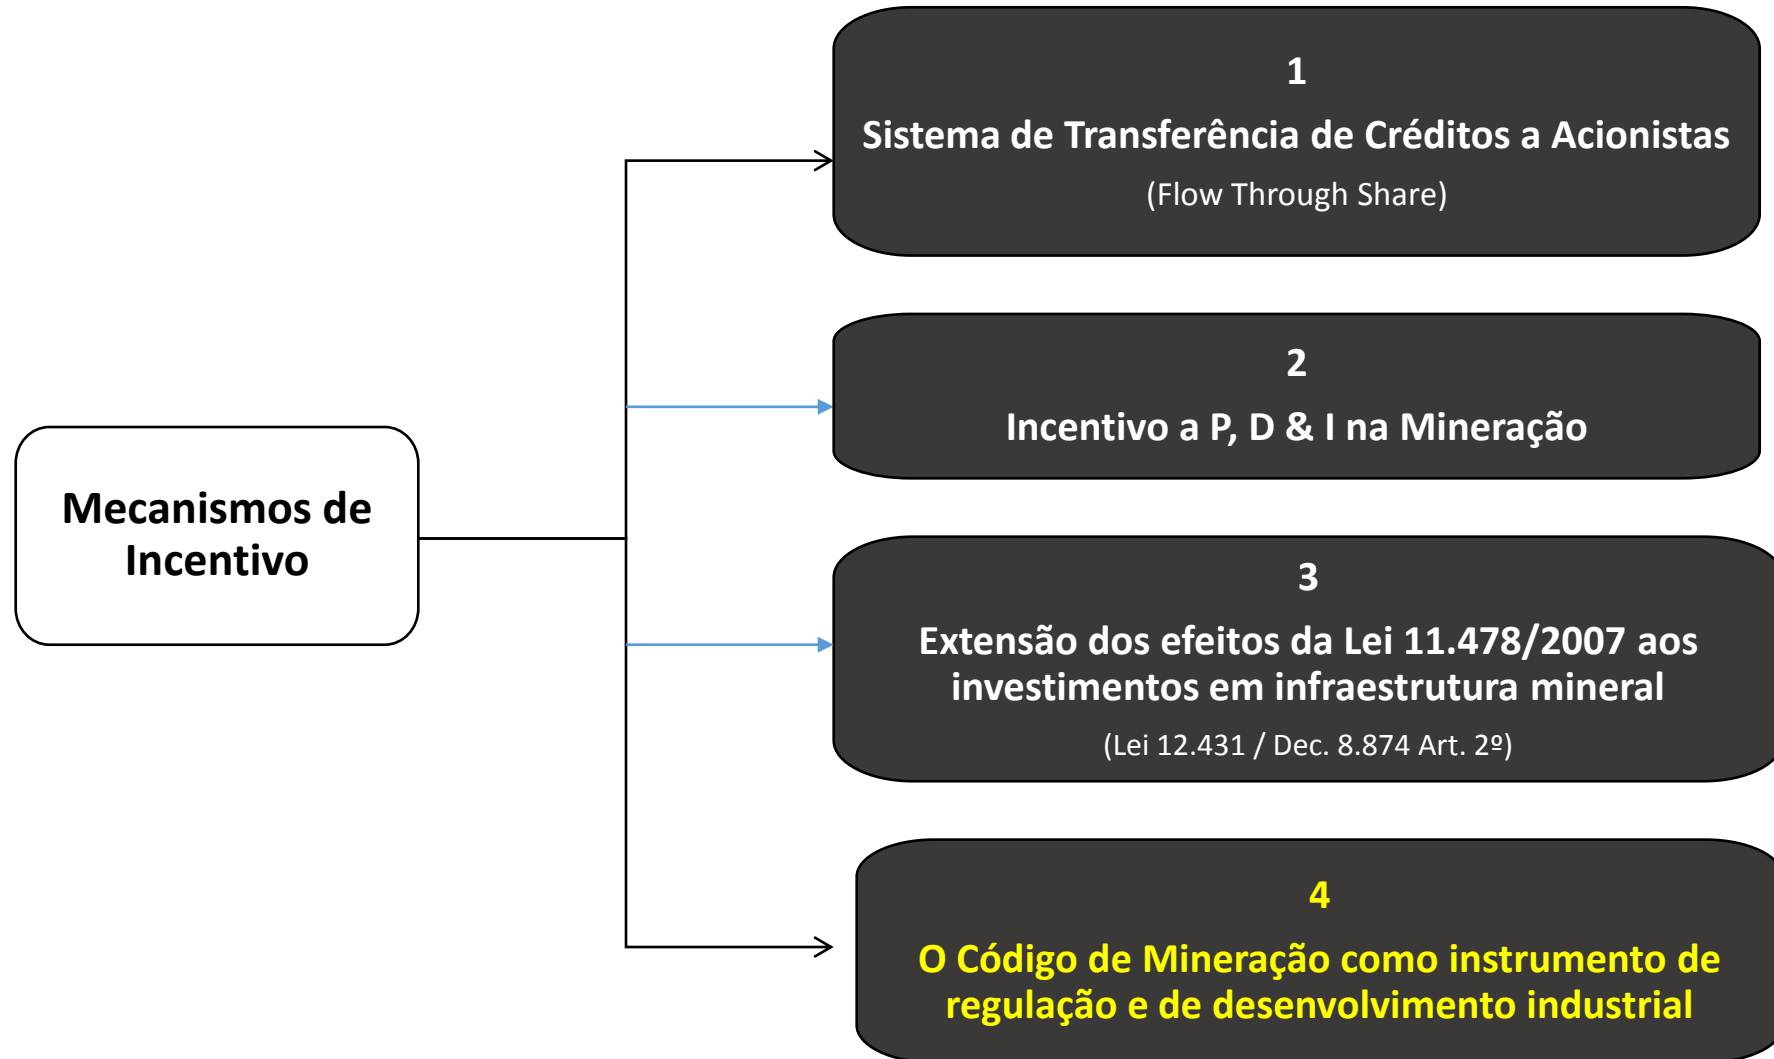 Mecanismos de
Incentivo
1
Sistema de Transferência de Créditos a Acionistas
(Flow Through Share)
2
Incentivo a P, D & I na Mineração
3
Extensão dos efeitos da Lei 11.478/2007 aos
investimentos em infraestrutura mineral
(Lei 12.431 / Dec. 8.874 Art. 2º)
4
O Código de Mineração como instrumento de
regulação e de desenvolvimento industrial